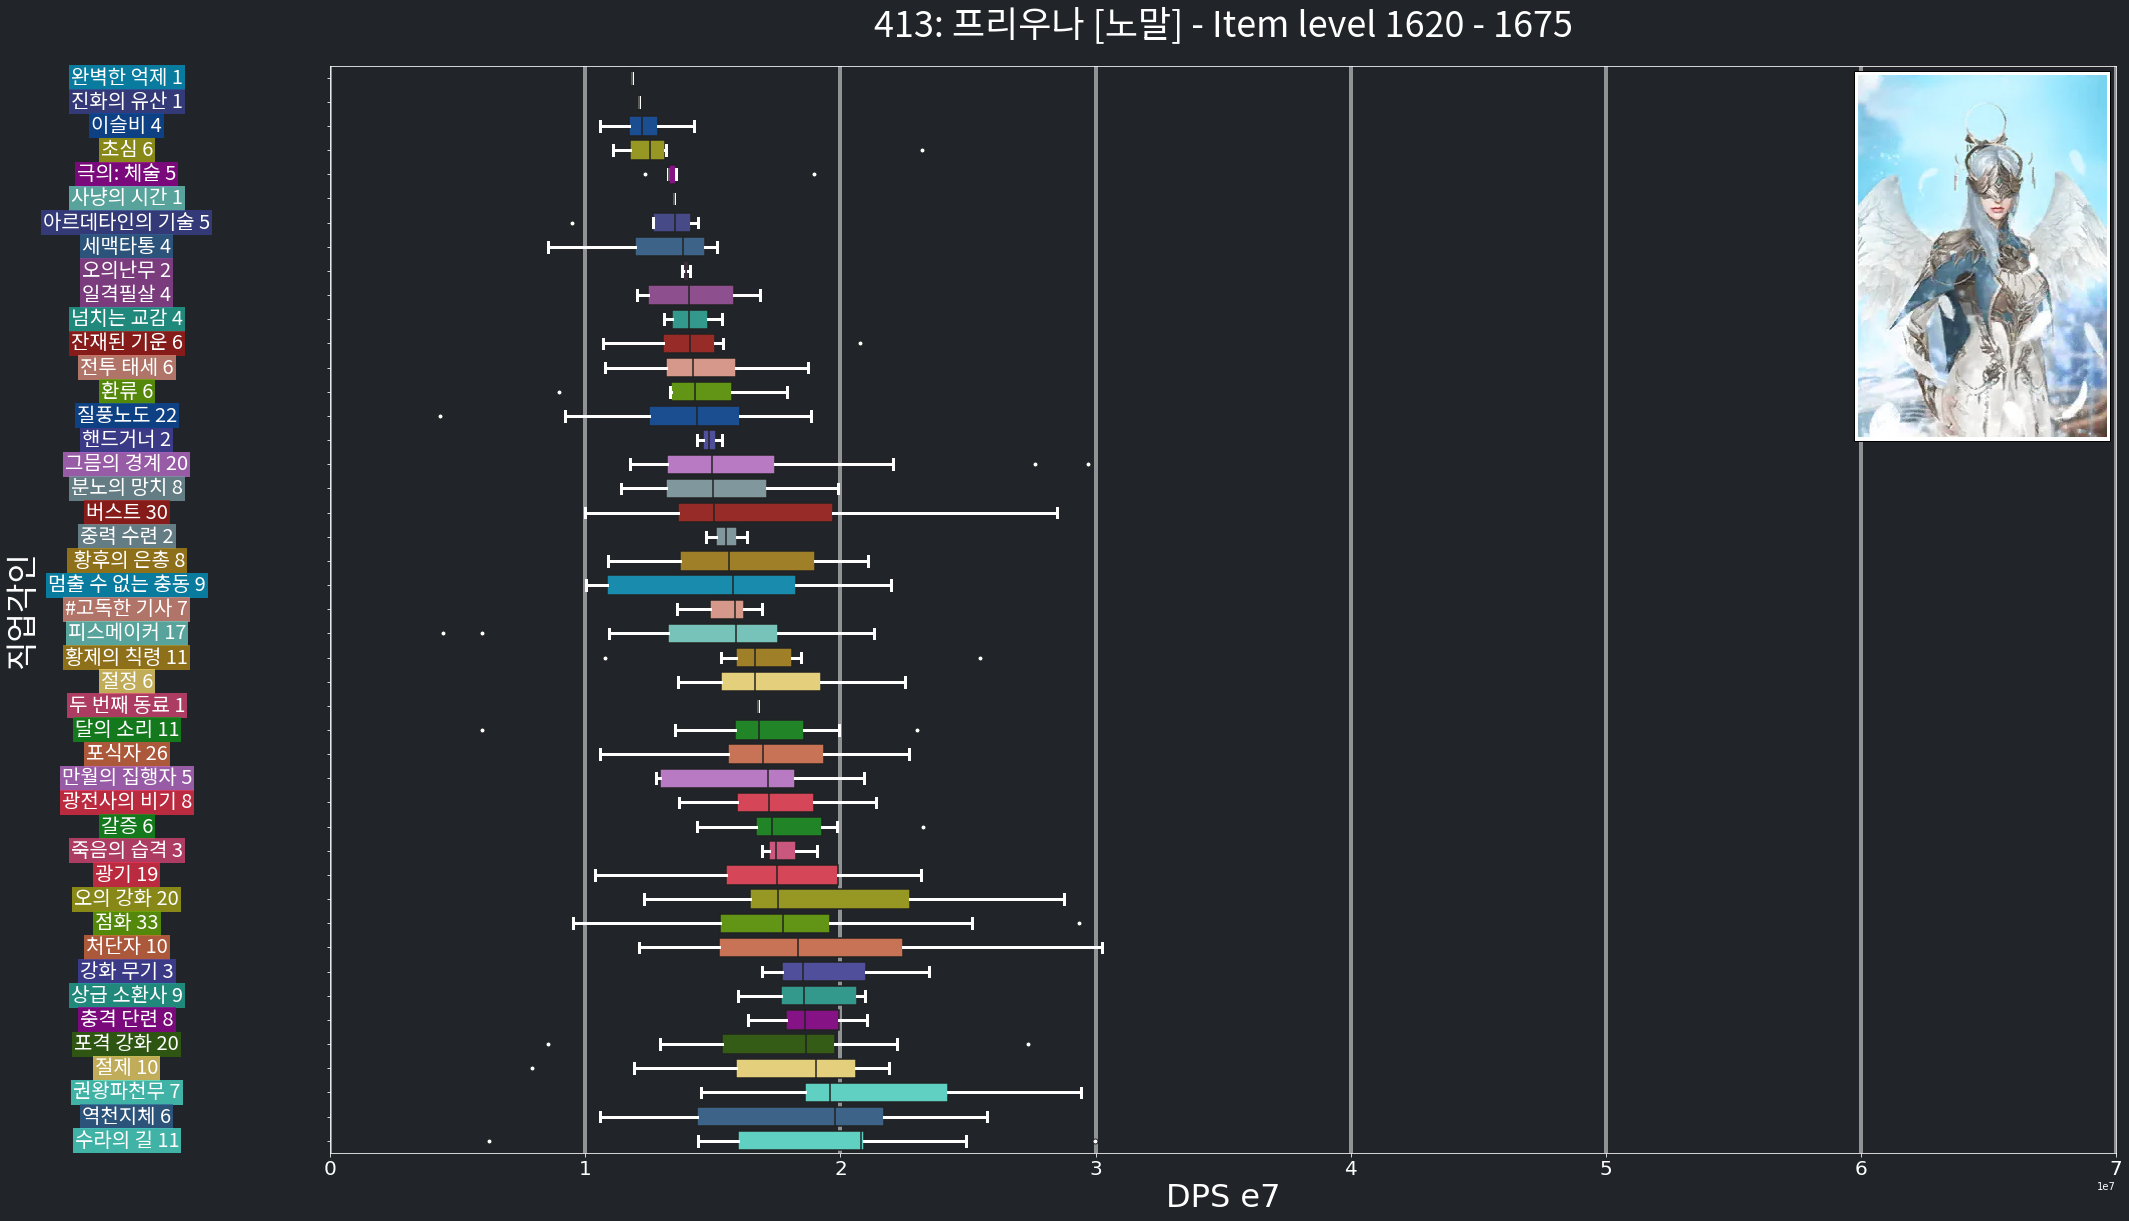 413: 프리우나 [노말] - Item level 1620 - 1675
직업각인
완벽한 억제 1
진화의 유산 1
이슬비 4
초심 6
극의: 체술 5
사냥의 시간 1
아르데타인의 기술 5
세맥타통 4
오의난무 2
일격필살 4
넘치는 교감 4
잔재된 기운 6
전투 태세 6
환류 6
질풍노도 22
핸드거너 2
그믐의 경계 20
분노의 망치 8
버스트 30
중력 수련 2
황후의 은총 8
멈출 수 없는 충동 9
#고독한 기사 7
피스메이커 17
황제의 칙령 11
절정 6
두 번째 동료 1
달의 소리 11
포식자 26
만월의 집행자 5
광전사의 비기 8
갈증 6
죽음의 습격 3
광기 19
오의 강화 20
점화 33
처단자 10
강화 무기 3
상급 소환사 9
충격 단련 8
포격 강화 20
절제 10
권왕파천무 7
역천지체 6
수라의 길 11
0 1 2 3 4 5 6 7
1e7
DPS e7